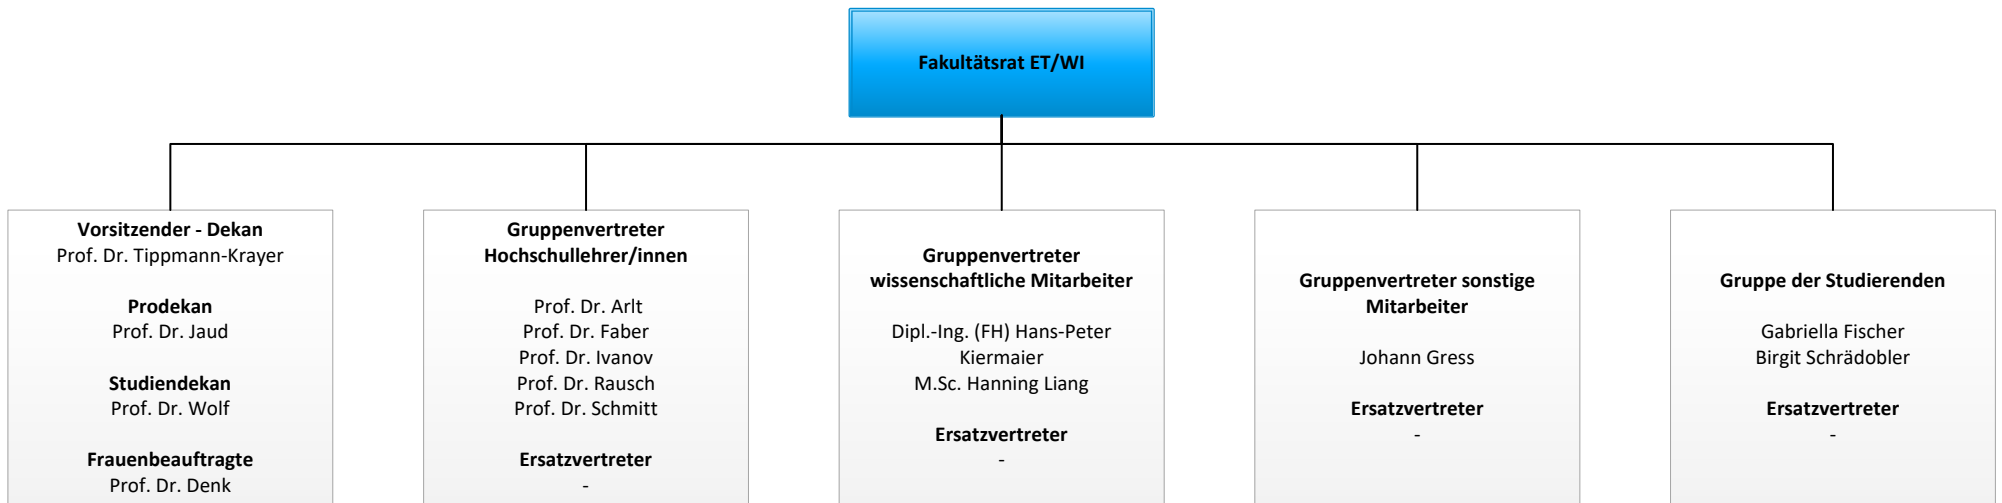 Fakultätsrat ET/WI
Vorsitzender - Dekan
Prof. Dr. Tippmann-Krayer
Prodekan
Prof. Dr. Jaud
Studiendekan
Prof. Dr. Wolf
Frauenbeauftragte
Prof. Dr. Denk
Gruppenvertreter
Hochschullehrer/innen
Prof. Dr. Arlt
Prof. Dr. Faber
Prof. Dr. Ivanov
Prof. Dr. Rausch
Prof. Dr. Schmitt
Ersatzvertreter
-
Gruppenvertreter
wissenschaftliche Mitarbeiter
Dipl.-Ing. (FH) Hans-Peter
Kiermaier
M.Sc. Hanning Liang
Ersatzvertreter
-
Gruppenvertreter sonstige
Mitarbeiter
Johann Gress
Ersatzvertreter
-
Gruppe der Studierenden
Gabriella Fischer
Birgit Schrädobler
Ersatzvertreter
-